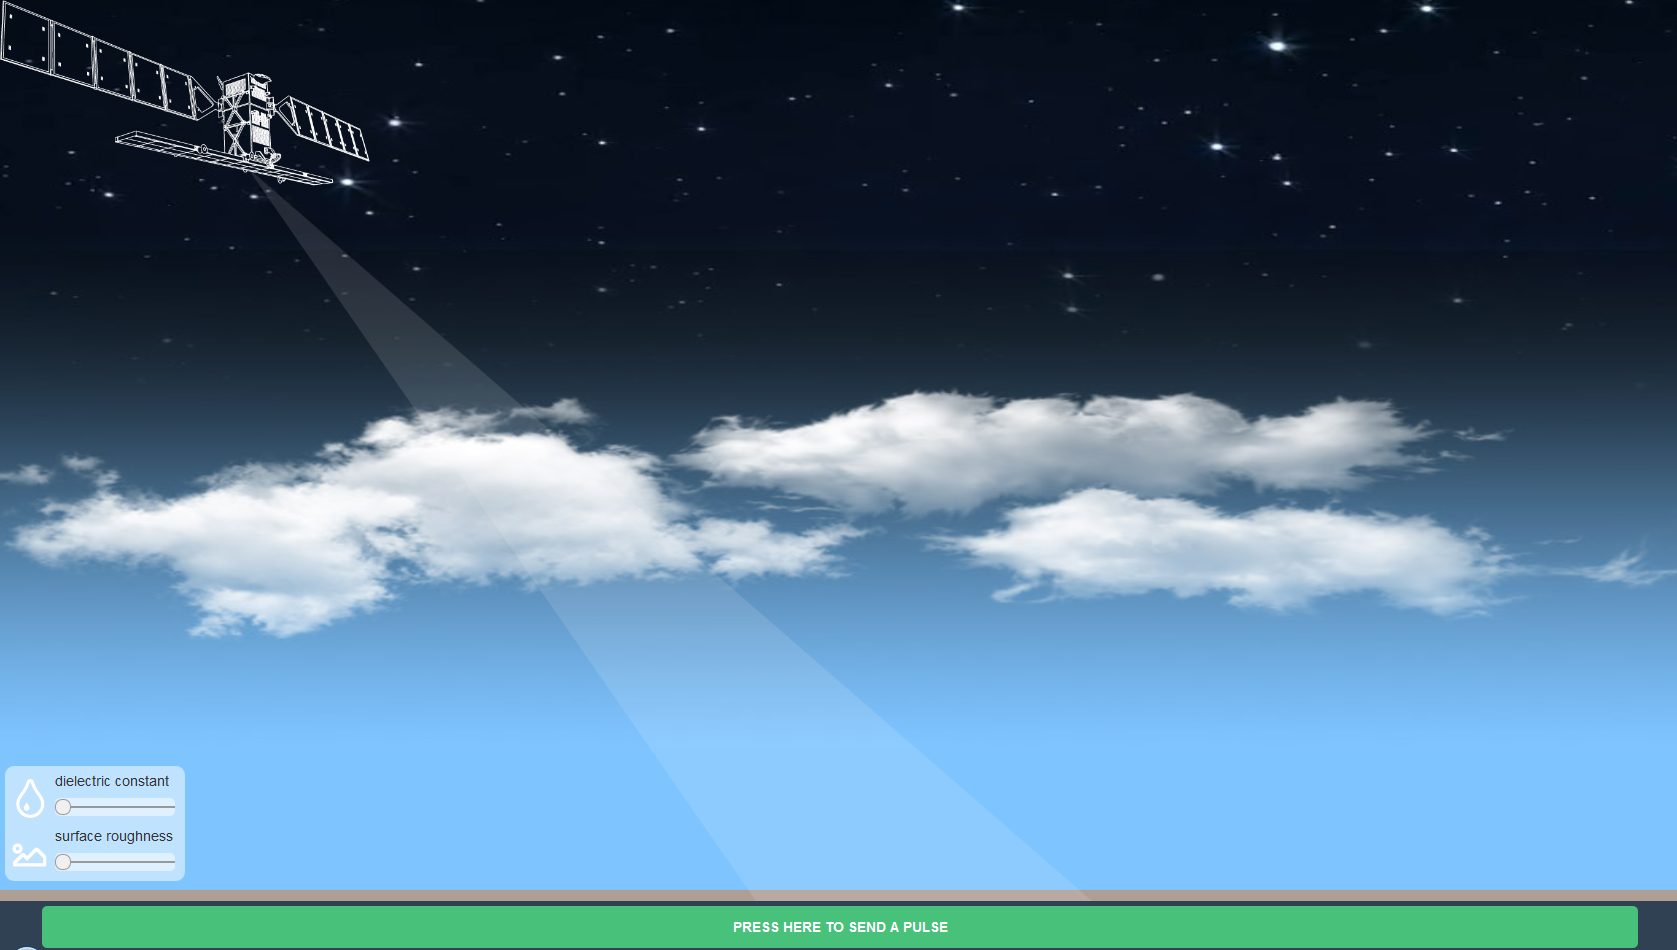 dielectric constant
surface roughness
PRESS HERE TO SEND A PULSE